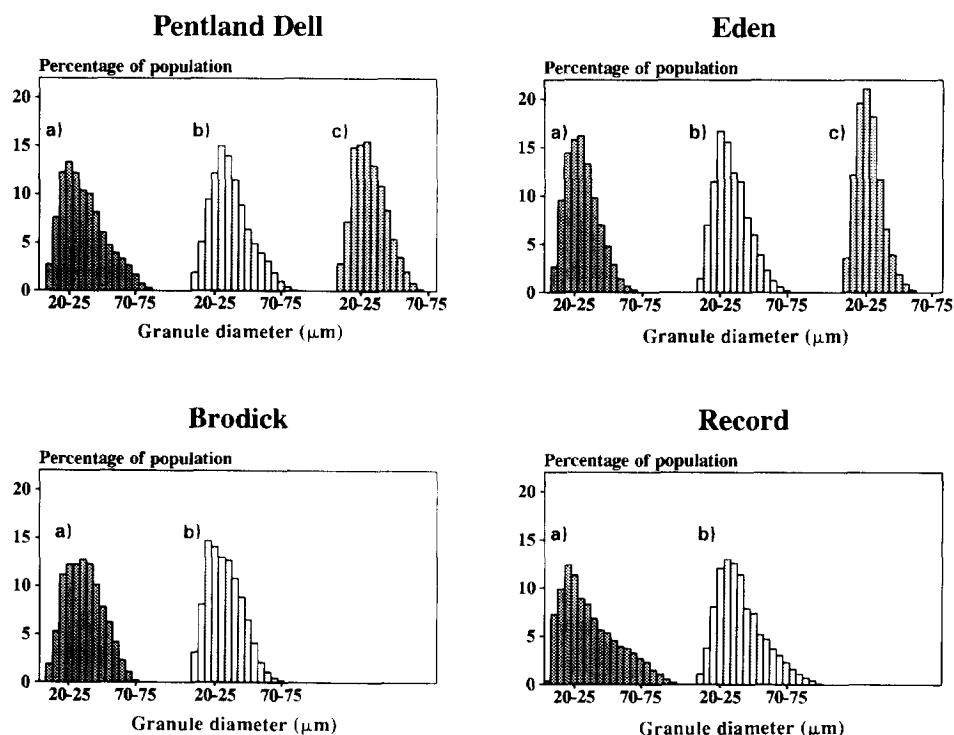 Pentland Dell
Percentage of population
20
15
10
5
0
a)
b)
c)
20-25 70-75 20-25 70-75 20-25 70-75
Granule diameter (μm)
Eden
Percentage of population
20
15
10
5
0
a)
b)
c)
20-25 70-75 20-25 70-75 20-25 70-75
Granule diameter (μm)
Brodick
Percentage of population
20
15
10
5
0
a)
b)
20-25 70-75 20-25 70-75
Granule diameter (μm)
Record
Percentage of population
20
15
10
5
0
a)
b)
20-25 70-75 20-25 70-75
Granule diameter (μm)